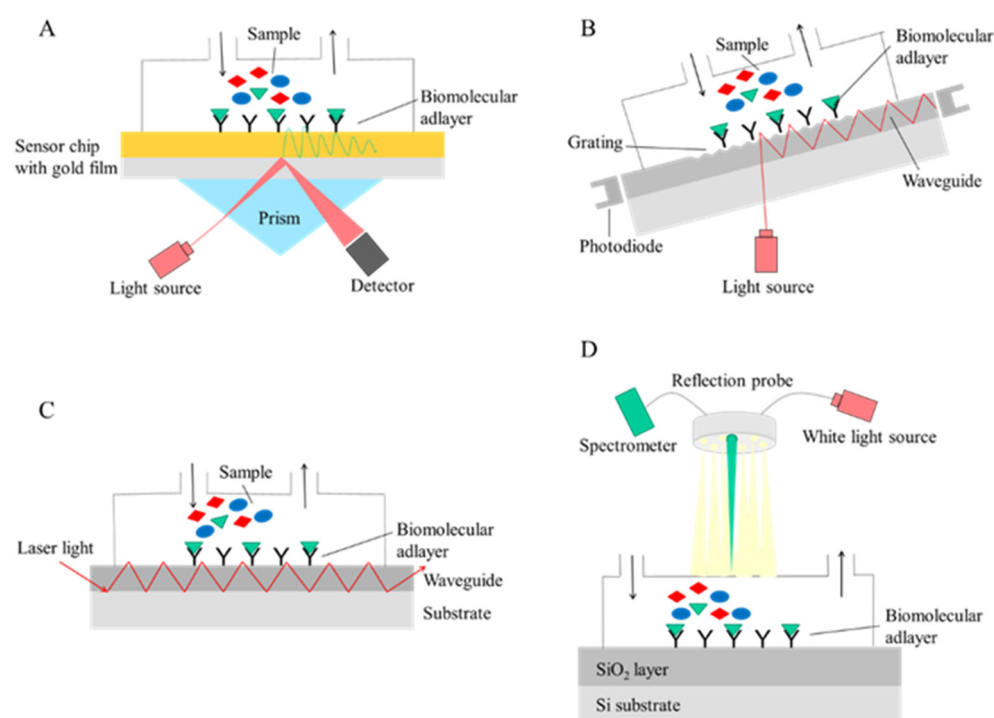 A
Sample
Biomolecular
adlayer
Sensor chip
with gold film
Prism
Light source
Detector
B
Sample
Biomolecular
adlayer
Grating
Waveguide
Photodiode
Light source
C
Sample
Laser light
Biomolecular
adlayer
Waveguide
Substrate
D
Reflection probe
Spectrometer
White light source
Biomolecular
adlayer
SiO₂ layer
Si substrate